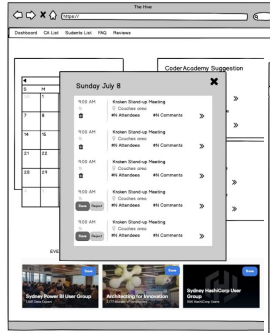 The Hive
https://
Dashboard CA List Sudents List FAQ Reviews
CoderAcademy Suggestion
S M
1
7 8
14 15
21 22
28 29
Sunday July 8
9:00 AM Kraken Stand-up Meeting
Couches area
#N Attendees #N Comments
9:00 AM Kraken Stand-up Meeting
Couches area
#N Attendees #N Comments
9:00 AM Kraken Stand-up Meeting
Couches area
#N Attendees #N Comments
9:00 AM Kraken Stand-up Meeting
Couches area
Save Reject #N Attendees #N Comments
9:00 AM Kraken Stand-up Meeting
Couches area
Save Reject #N Attendees #N Comments
EVE
Save Save Save
Sydney Power BI User Group
Architecting for Innovation
Sydney HashiCorp User Group